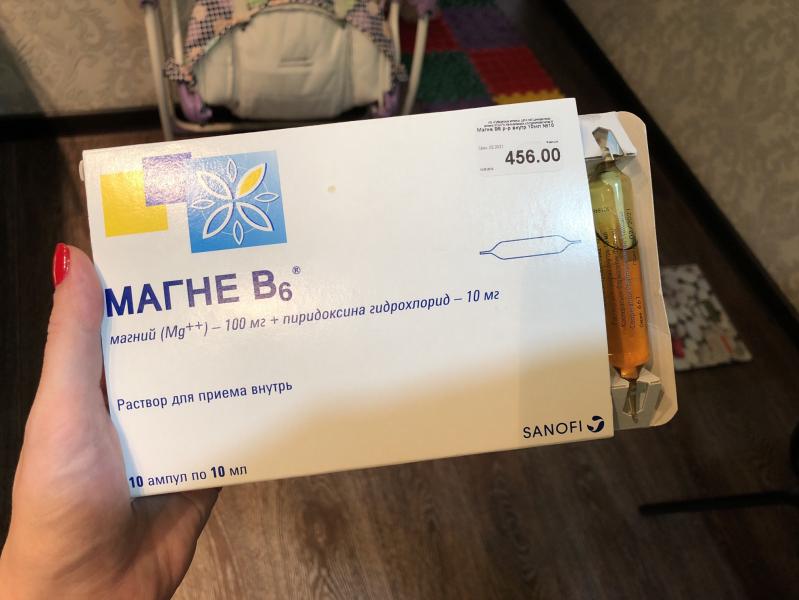 Магне В6 р-р внутр 10мл №10
456.00
МАГНЕ B6®
магний (Mg++) – 100 мг + пиридоксина гидрохлорид – 10 мг
Раствор для приема внутрь
SANOFI
10 ампул по 10 мл